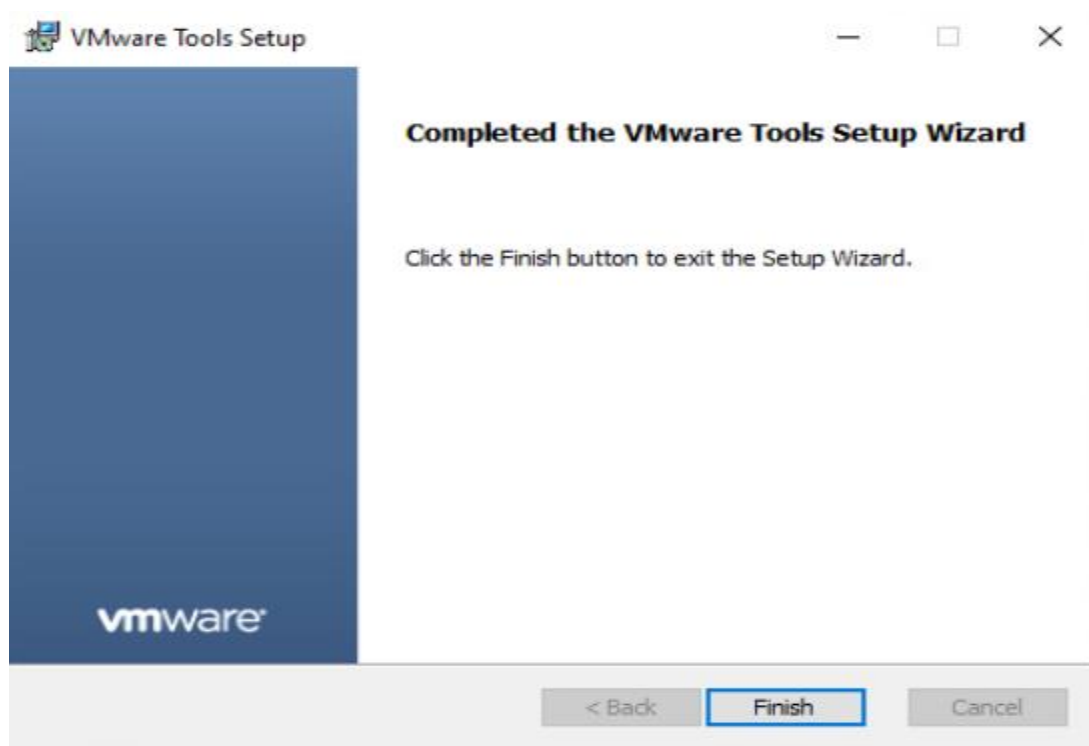 VMware Tools Setup
Completed the VMware Tools Setup Wizard
Click the Finish button to exit the Setup Wizard.
vmware
< Back Finish Cancel